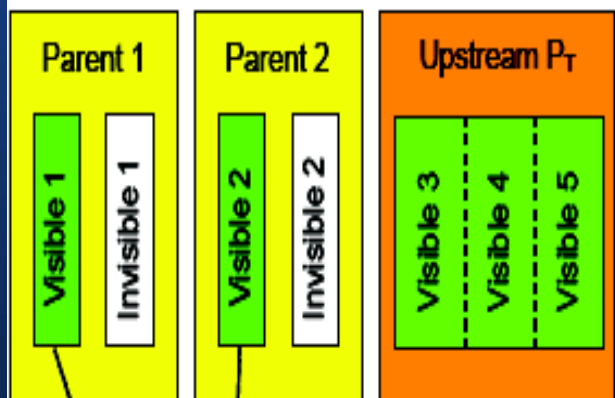 Parent 1
Visible 1
Invisible 1
Parent 2
Visible 2
Invisible 2
Upstream PT
Visible 3
Visible 4
Visible 5